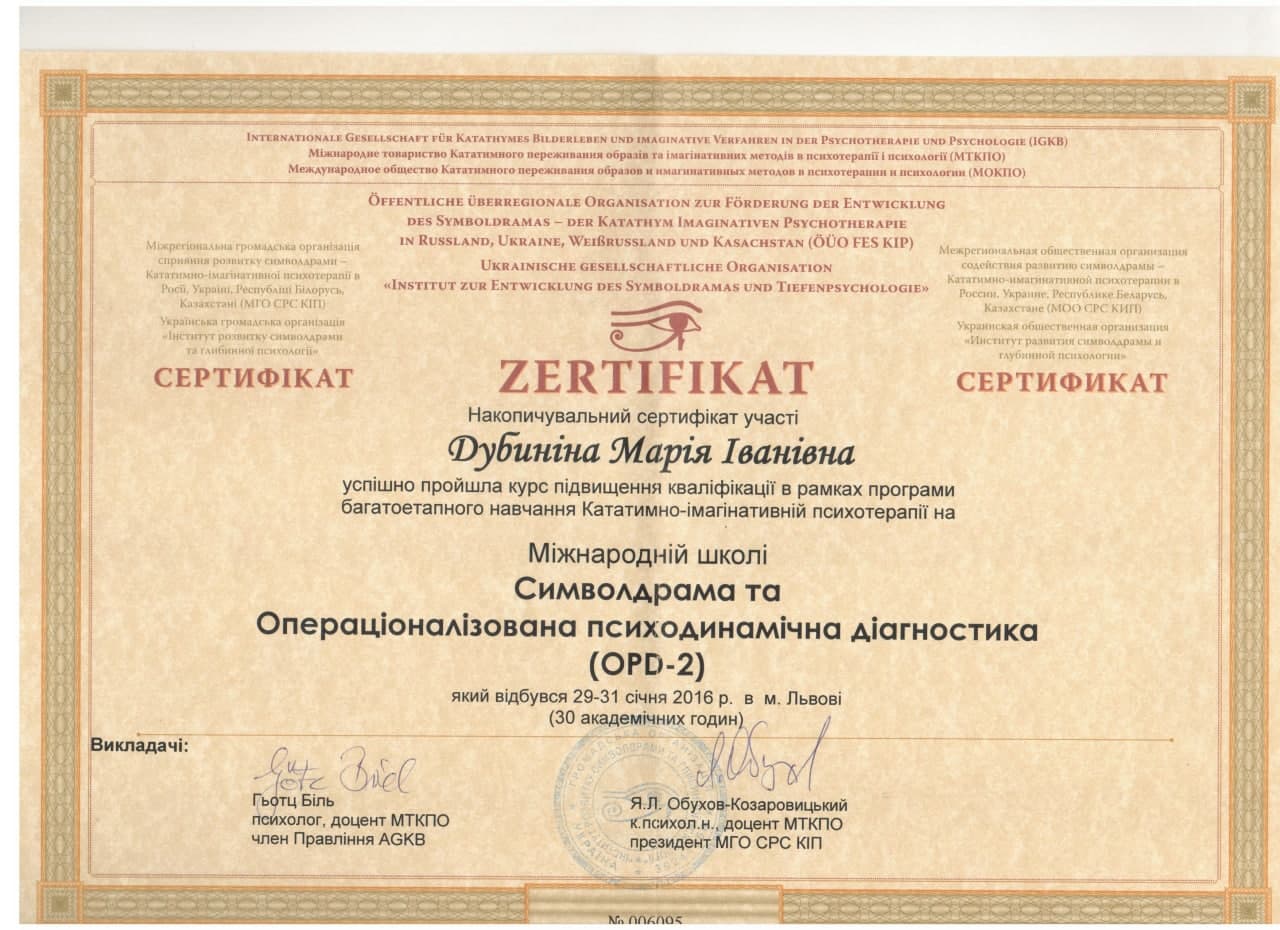 Internationale Gesellschaft für Katathymes Bilderleben und imaginative Verfahren in der Psychotherapie und Psychologie (IGKB)
Міжнародне товариство Кататимного переживання образів та імагінативних методів в психотерапії і психології (МТКПО)
Международное общество Кататимного переживания образов и имагинативных методов в психотерапии и психологии (МОКПО)
Öffentliche überregionale Organisation zur Förderung der Entwicklung
des Symboldramas – der Katathym Imaginativen Psychotherapie
in Russland, Ukraine, Weißrussland und Kasachstan (ÖÜO FES KIP)
Ukrainische gesellschaftliche Organisation
«Institut zur Entwicklung des Symboldramas und Tiefenpsychologie»
Міжрегіональна громадська організація
сприяння розвитку символдрами –
Кататимно-імагінативної психотерапії в
Росії, Україні, Республіці Білорусь,
Казахстані (МГО СРС КІП)
Українська громадська організація
«Інститут розвитку символдрами
та глибинної психології»
СЕРТИФІКАТ
ZERTIFIKAT
Межрегиональная общественная организация
содействия развитию символдрамы –
Кататимно-имагинативной психотерапии в
России, Украине, Республике Беларусь,
Казахстане (МОО СРС КИП)
Украинская общественная организация
«Институт развития символдрамы и
глубинной психологии»
СЕРТИФИКАТ
Накопичувальний сертифікат участі
Дубиніна Марія Іванівна
успішно пройшла курс підвищення кваліфікації в рамках програми
багатоетапного навчання Кататимно-імагінативній психотерапії на
Міжнародній школі
Символдрама та
Операціоналізована психодинамічна діагностика
(OPD-2)
який відбувся 29-31 січня 2016 р. в м. Львові
(30 академічних годин)
Викладачі:
Гьотц Біль
психолог, доцент МТКПО
член Правління AGKB
Я.Л. Обухов-Козаровицький
к.психол.н., доцент МТКПО
президент МГО СРС КІП
№ 006095